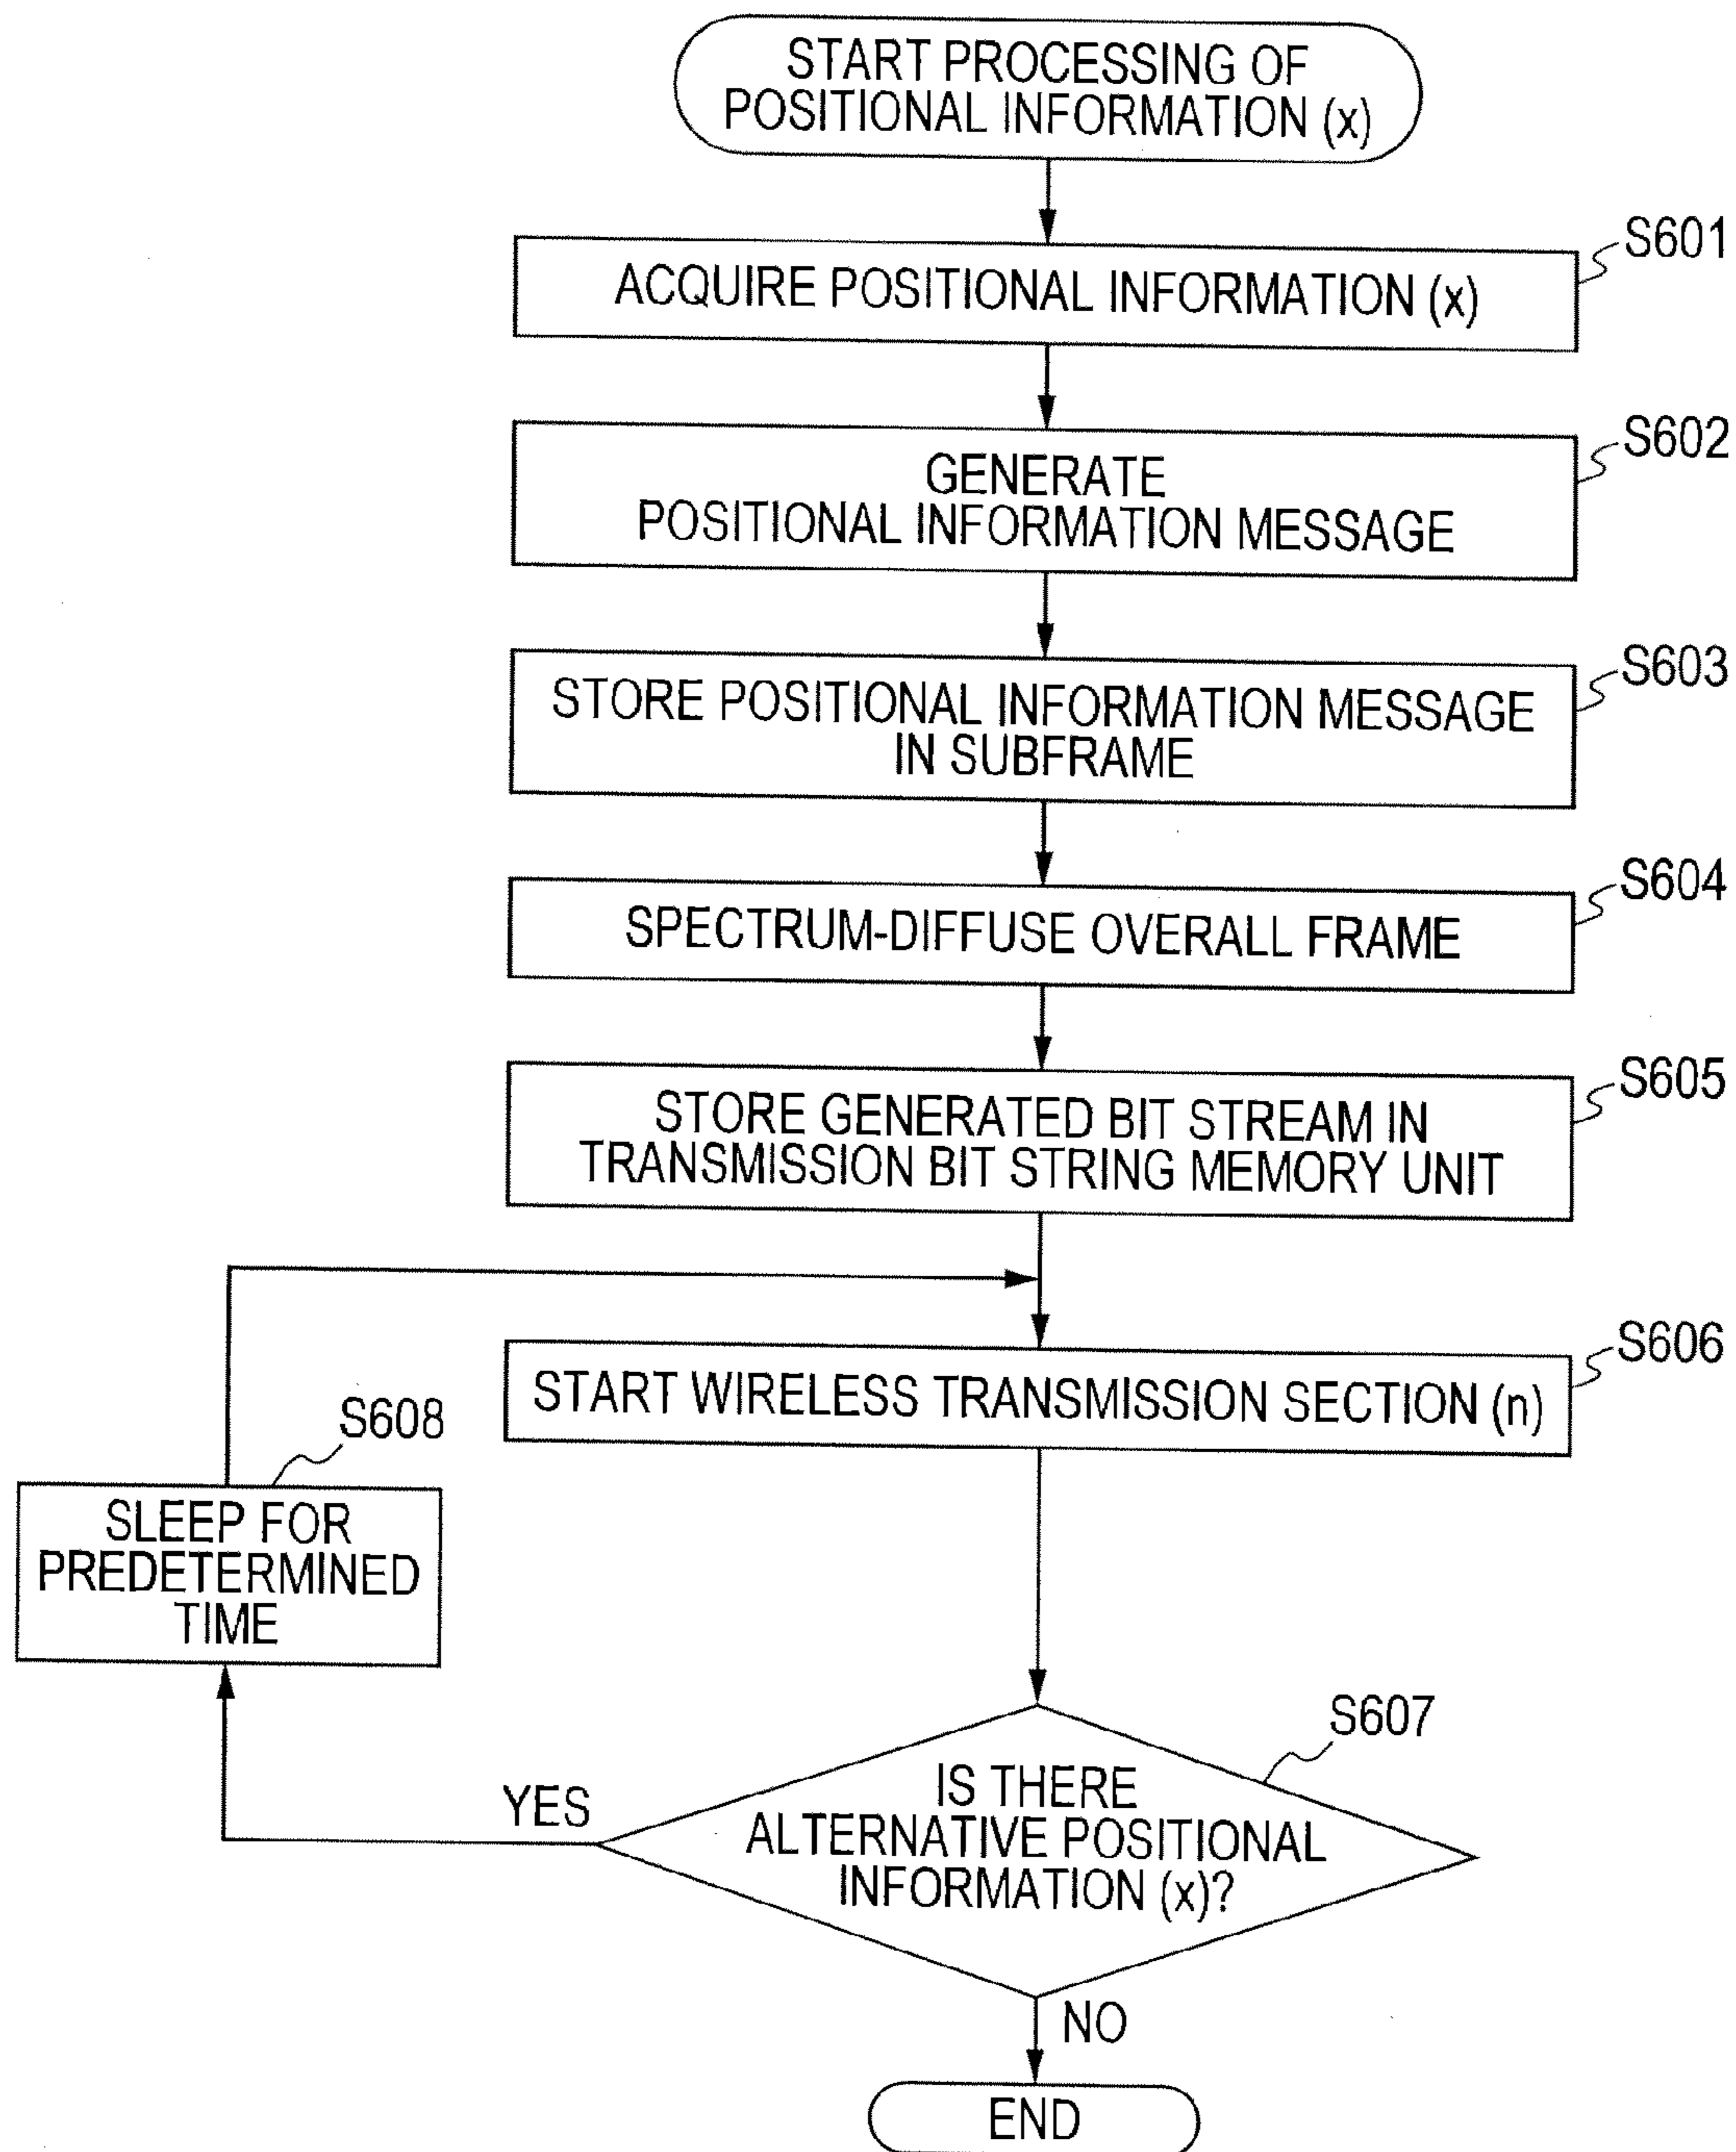 START PROCESSING OF
POSITIONAL INFORMATION (x)
S601
ACQUIRE POSITIONAL INFORMATION (x)
S602
GENERATE
POSITIONAL INFORMATION MESSAGE
S603
STORE POSITIONAL INFORMATION MESSAGE
IN SUBFRAME
S604
SPECTRUM-DIFFUSE OVERALL FRAME
S605
STORE GENERATED BIT STREAM IN
TRANSMISSION BIT STRING MEMORY UNIT
S606
START WIRELESS TRANSMISSION SECTION (n)
S608
SLEEP FOR
PREDETERMINED
TIME
S607
IS THERE
ALTERNATIVE POSITIONAL
INFORMATION (x)?
YES
NO
END